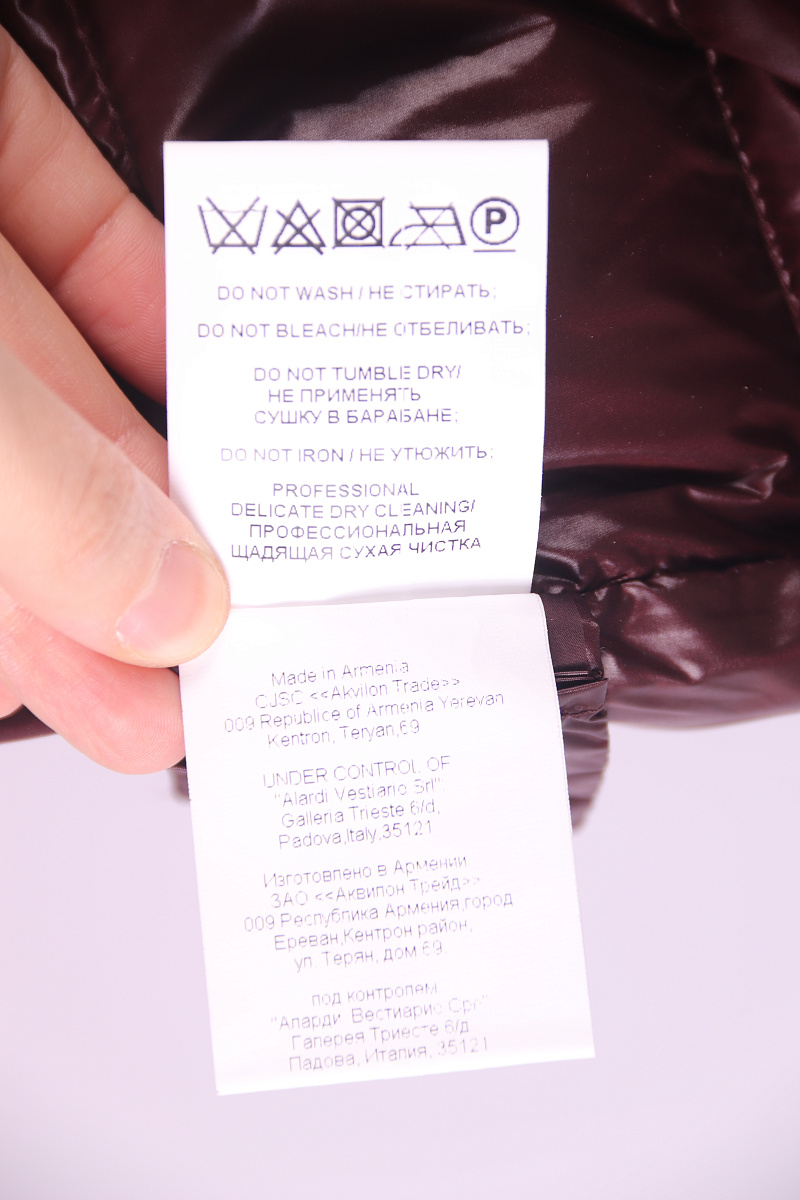 P
DO NOT WASH / НЕ СТИРАТЬ;
DO NOT BLEACH/НЕ ОТБЕЛИВАТЬ;
DO NOT TUMBLE DRY/
НЕ ПРИМЕНЯТЬ
СУШКУ В БАРАБАНЕ;
DO NOT IRON / НЕ УТЮЖИТЬ;
PROFESSIONAL
DELICATE DRY CLEANING/
ПРОФЕССИОНАЛЬНАЯ
ЩАДЯЩАЯ СУХАЯ ЧИСТКА
Made in Armenia
CJSC <<Akvilon Trade>>
009 Republice of Armenia Yerevan
Kentron, Teryan,69
UNDER CONTROL OF
"Alardi Vestiario Srl"
Galleria Trieste 6/d,
Padova,Italy,35121
Изготовлено в Армении
ЗАО <<Аквилон Трейд>>
009 Республика Армения,город
Ереван,Кентрон район,
ул. Терян, дом 69
под контролем
"Аларди Вестиарио Срл"
Галерея Триесте 6/д
Падова, Италия, 35121